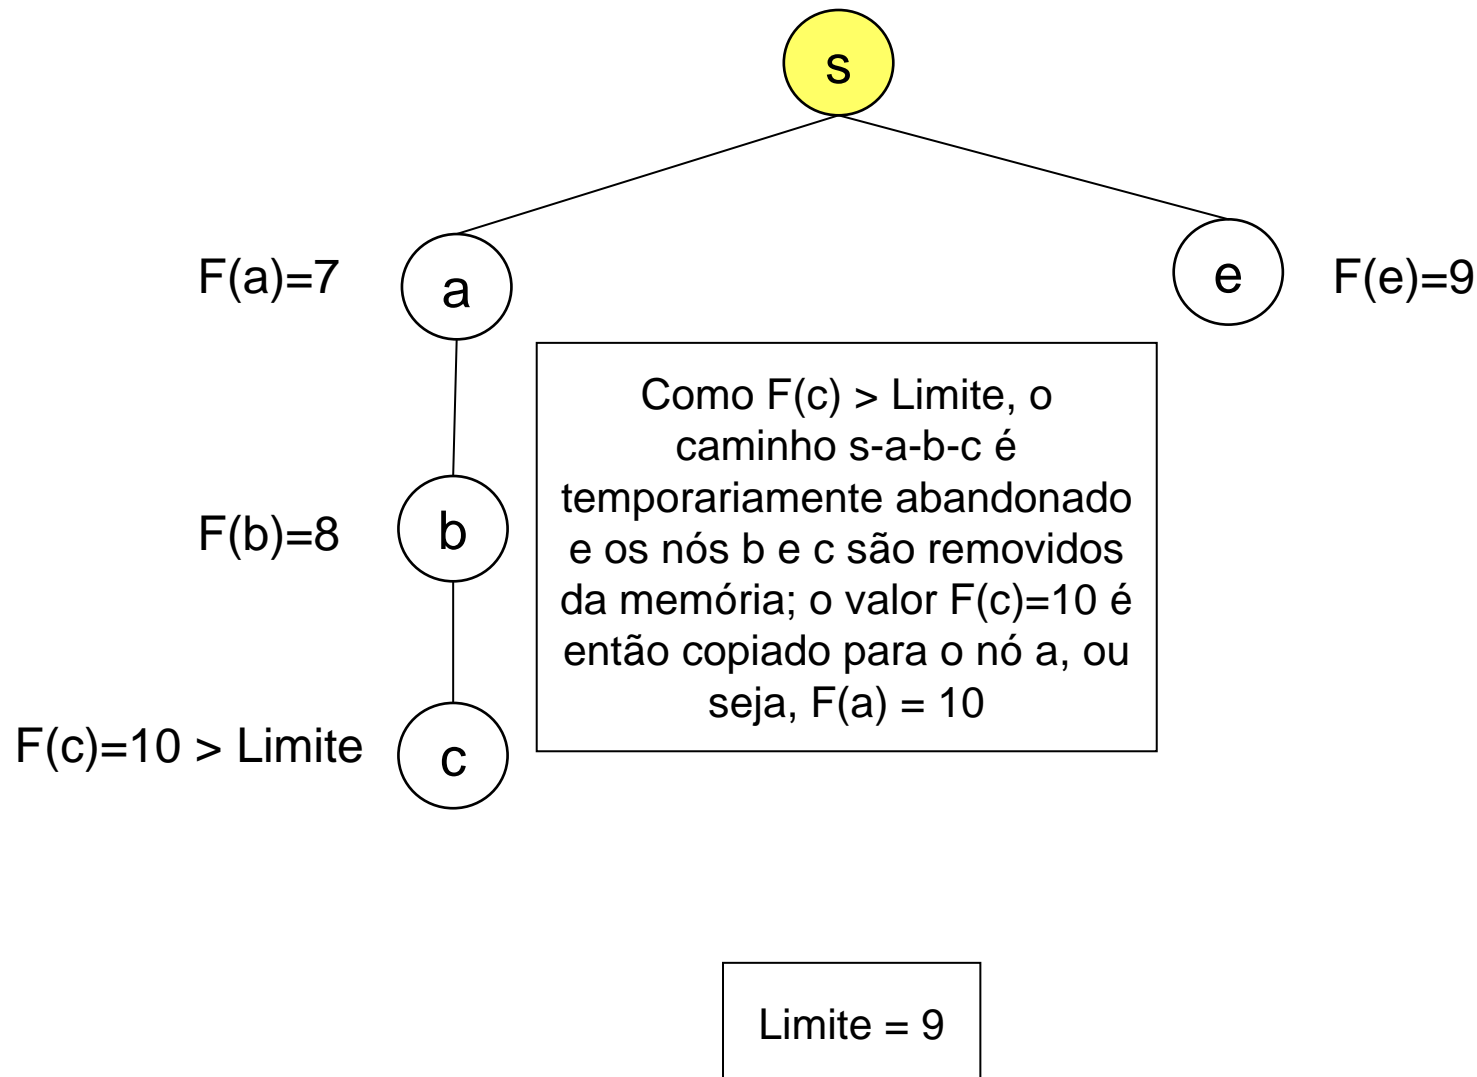 s
F(a)=7
a
e
F(e)=9
Como F(c) > Limite, o
caminho s-a-b-c é
temporariamente abandonado
e os nós b e c são removidos
da memória; o valor F(c)=10 é
então copiado para o nó a, ou
seja, F(a) = 10
F(b)=8
b
F(c)=10 > Limite
c
Limite = 9